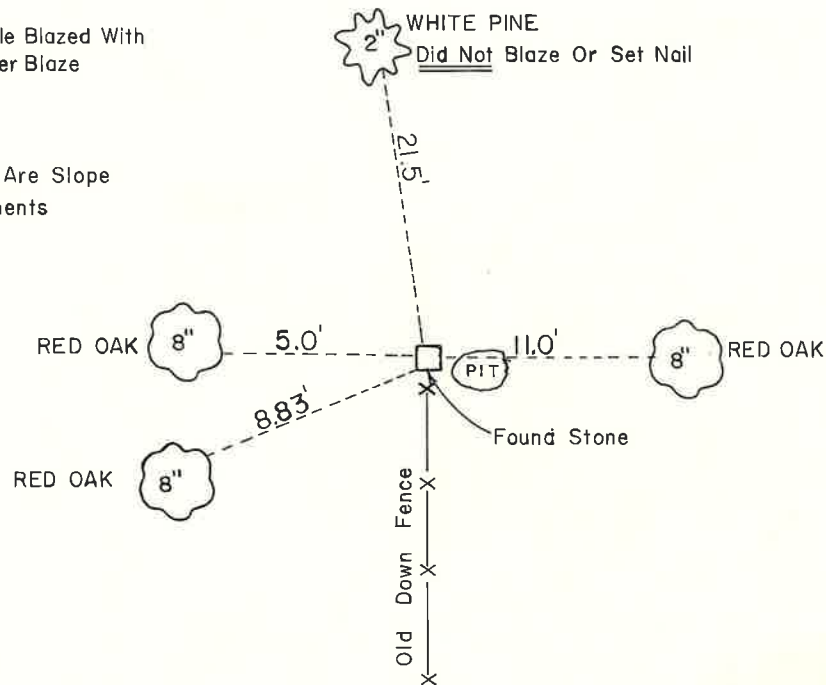 le Blazed With
er Blaze
WHITE PINE
2"
Did Not Blaze Or Set Nail
21.5'
Are Slope
ents
RED OAK 8" 5.0'
PIT
11.0' 8" RED OAK
8.83'
RED OAK 8"
Found Stone
Old Down Fence